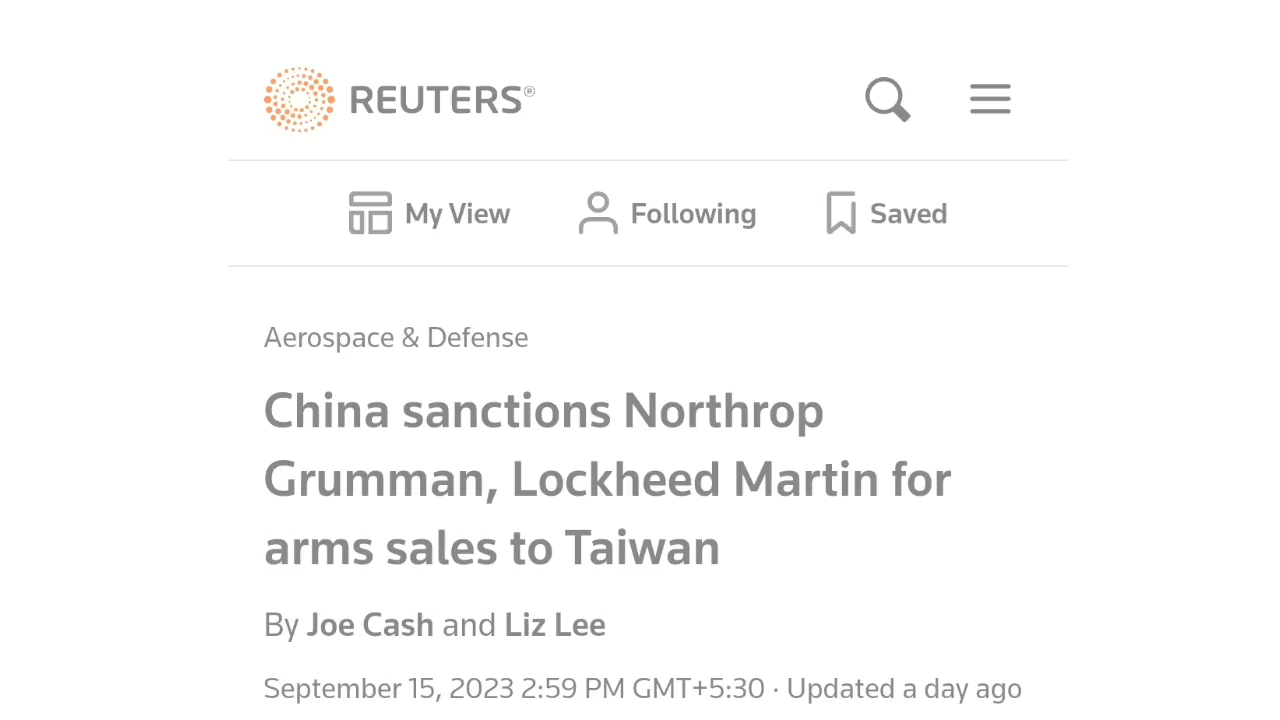 REUTERS®
My View Following Saved
Aerospace & Defense
China sanctions Northrop
Grumman, Lockheed Martin for
arms sales to Taiwan
By Joe Cash and Liz Lee
September 15, 2023 2:59 PM GMT+5:30 · Updated a day ago